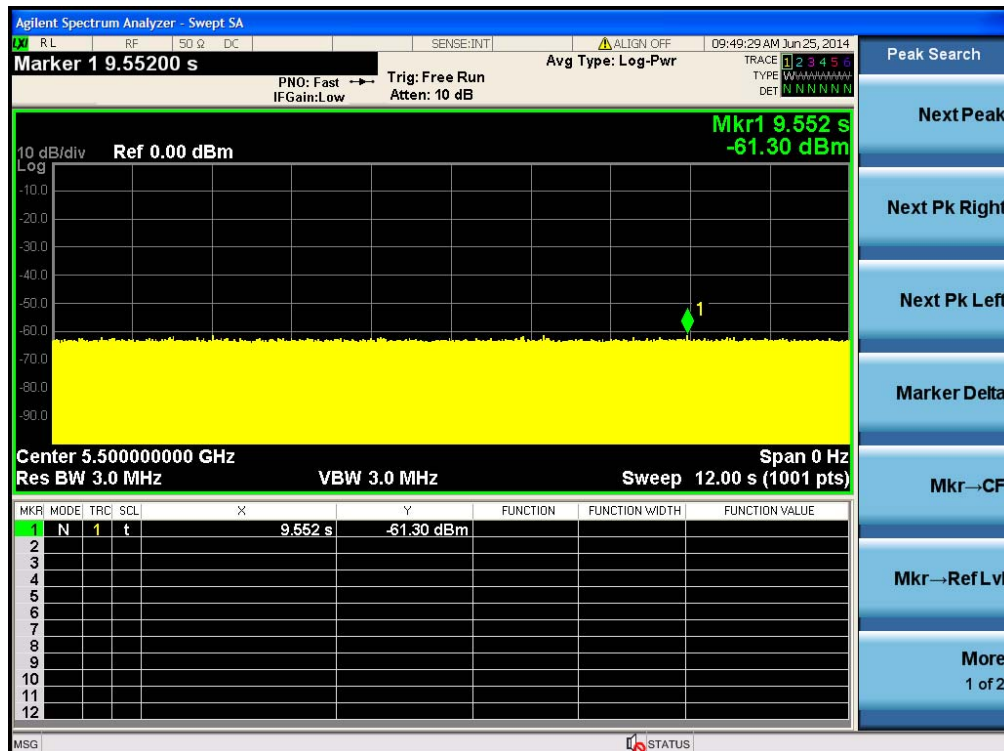 Agilent Spectrum Analyzer - Swept SA
LXI RL RF 50 Ω DC SENSE:INT ALIGN OFF 09:49:29 AM Jun 25, 2014
Marker 1 9.55200 s
PNO: Fast
IFGain:Low
Trig: Free Run
Atten: 10 dB
Avg Type: Log-Pwr
TRACE 1 2 3 4 5 6
TYPE WWWWWW
DET N N N N N N
Peak Search
Next Peak
Next Pk Right
Next Pk Left
Marker Delta
Mkr→CF
Mkr→Ref Lvl
More
1 of 2
Mkr1 9.552 s
-61.30 dBm
10 dB/div Ref 0.00 dBm
Log
-10.0
-20.0
-30.0
-40.0
-50.0
-60.0
-70.0
-80.0
-90.0
1
Center 5.500000000 GHz Span 0 Hz
Res BW 3.0 MHz VBW 3.0 MHz Sweep 12.00 s (1001 pts)
MKR MODE TRC SCL X Y FUNCTION FUNCTION WIDTH FUNCTION VALUE
1 N 1 t 9.552 s -61.30 dBm
2
3
4
5
6
7
8
9
10
11
12
MSG STATUS